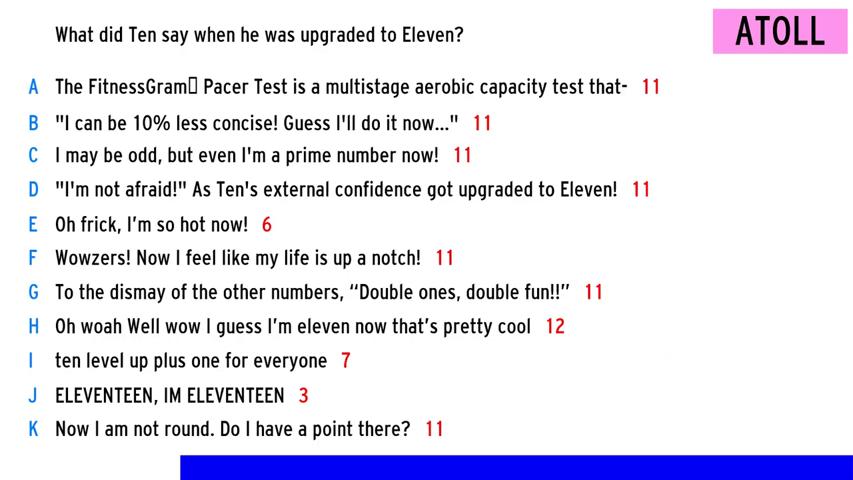 What did Ten say when he was upgraded to Eleven?
ATOLL
A The FitnessGram▯ Pacer Test is a multistage aerobic capacity test that- 11
B "I can be 10% less concise! Guess I'll do it now..." 11
C I may be odd, but even I'm a prime number now! 11
D "I'm not afraid!" As Ten's external confidence got upgraded to Eleven! 11
E Oh frick, I’m so hot now! 6
F Wowzers! Now I feel like my life is up a notch! 11
G To the dismay of the other numbers, “Double ones, double fun!!” 11
H Oh woah Well wow I guess I’m eleven now that’s pretty cool 12
I ten level up plus one for everyone 7
J ELEVENTEEN, IM ELEVENTEEN 3
K Now I am not round. Do I have a point there? 11